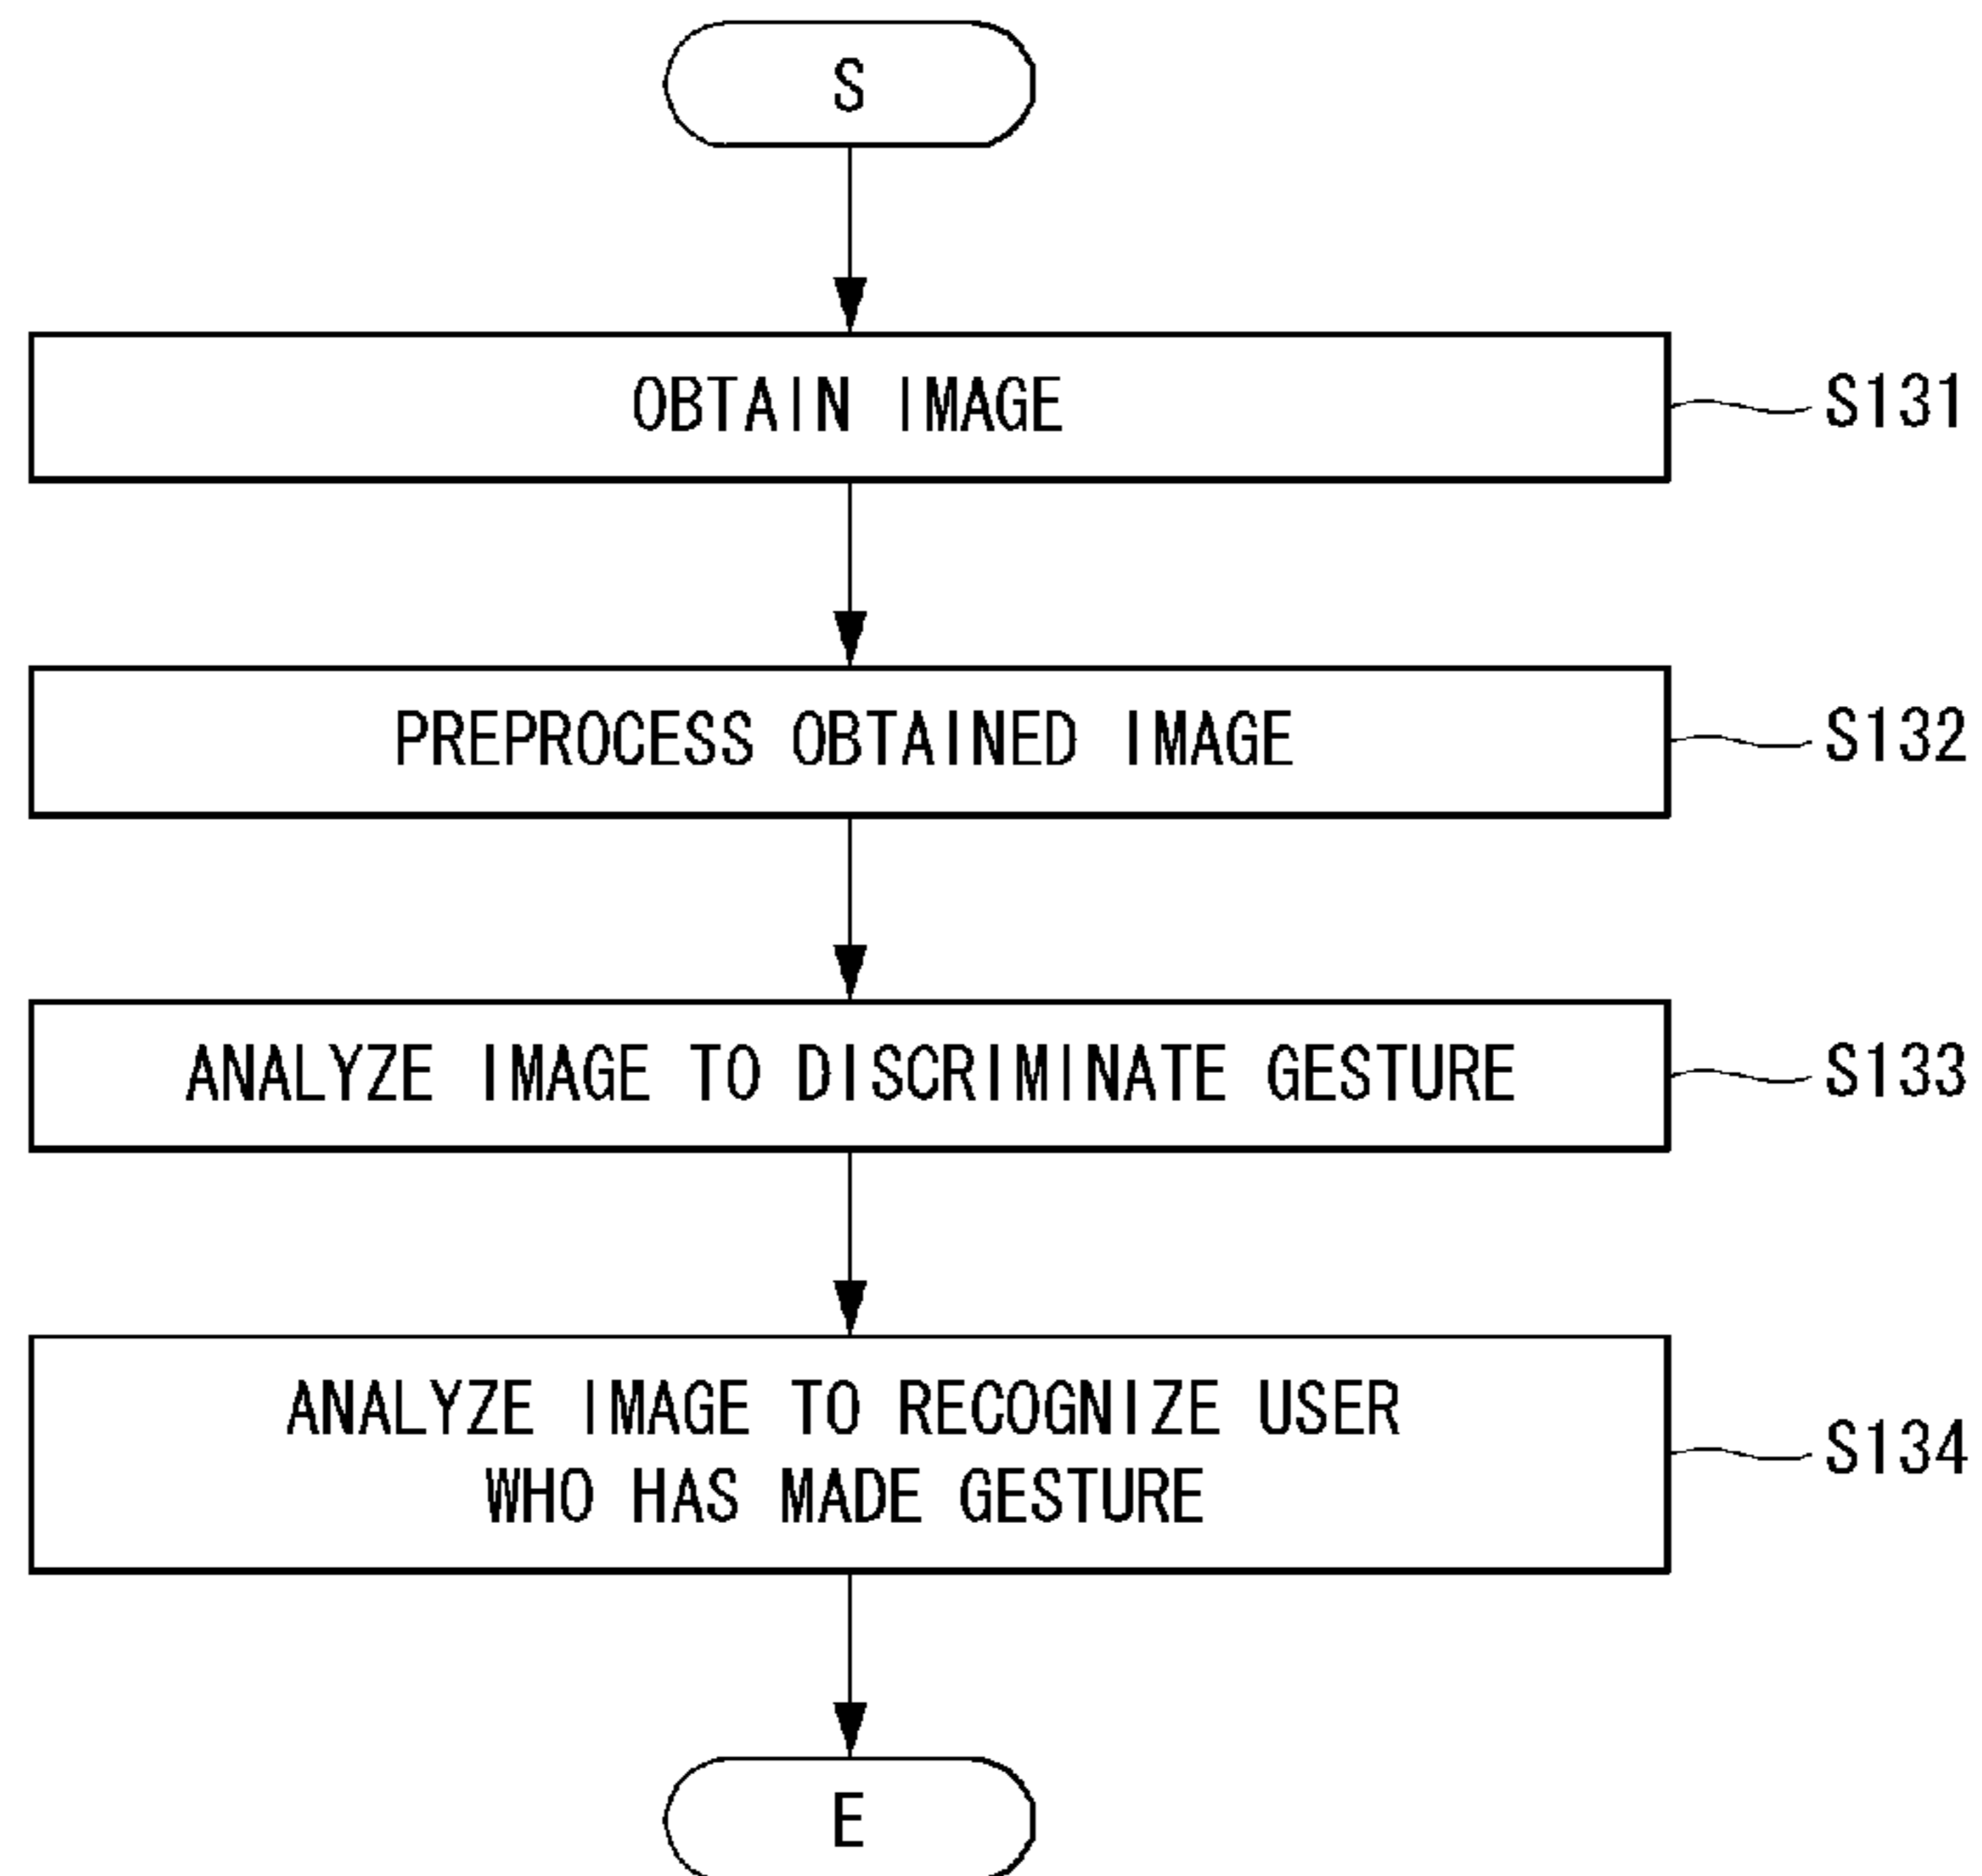 S
OBTAIN IMAGE
S131
PREPROCESS OBTAINED IMAGE
S132
ANALYZE IMAGE TO DISCRIMINATE GESTURE
S133
ANALYZE IMAGE TO RECOGNIZE USER
WHO HAS MADE GESTURE
S134
E